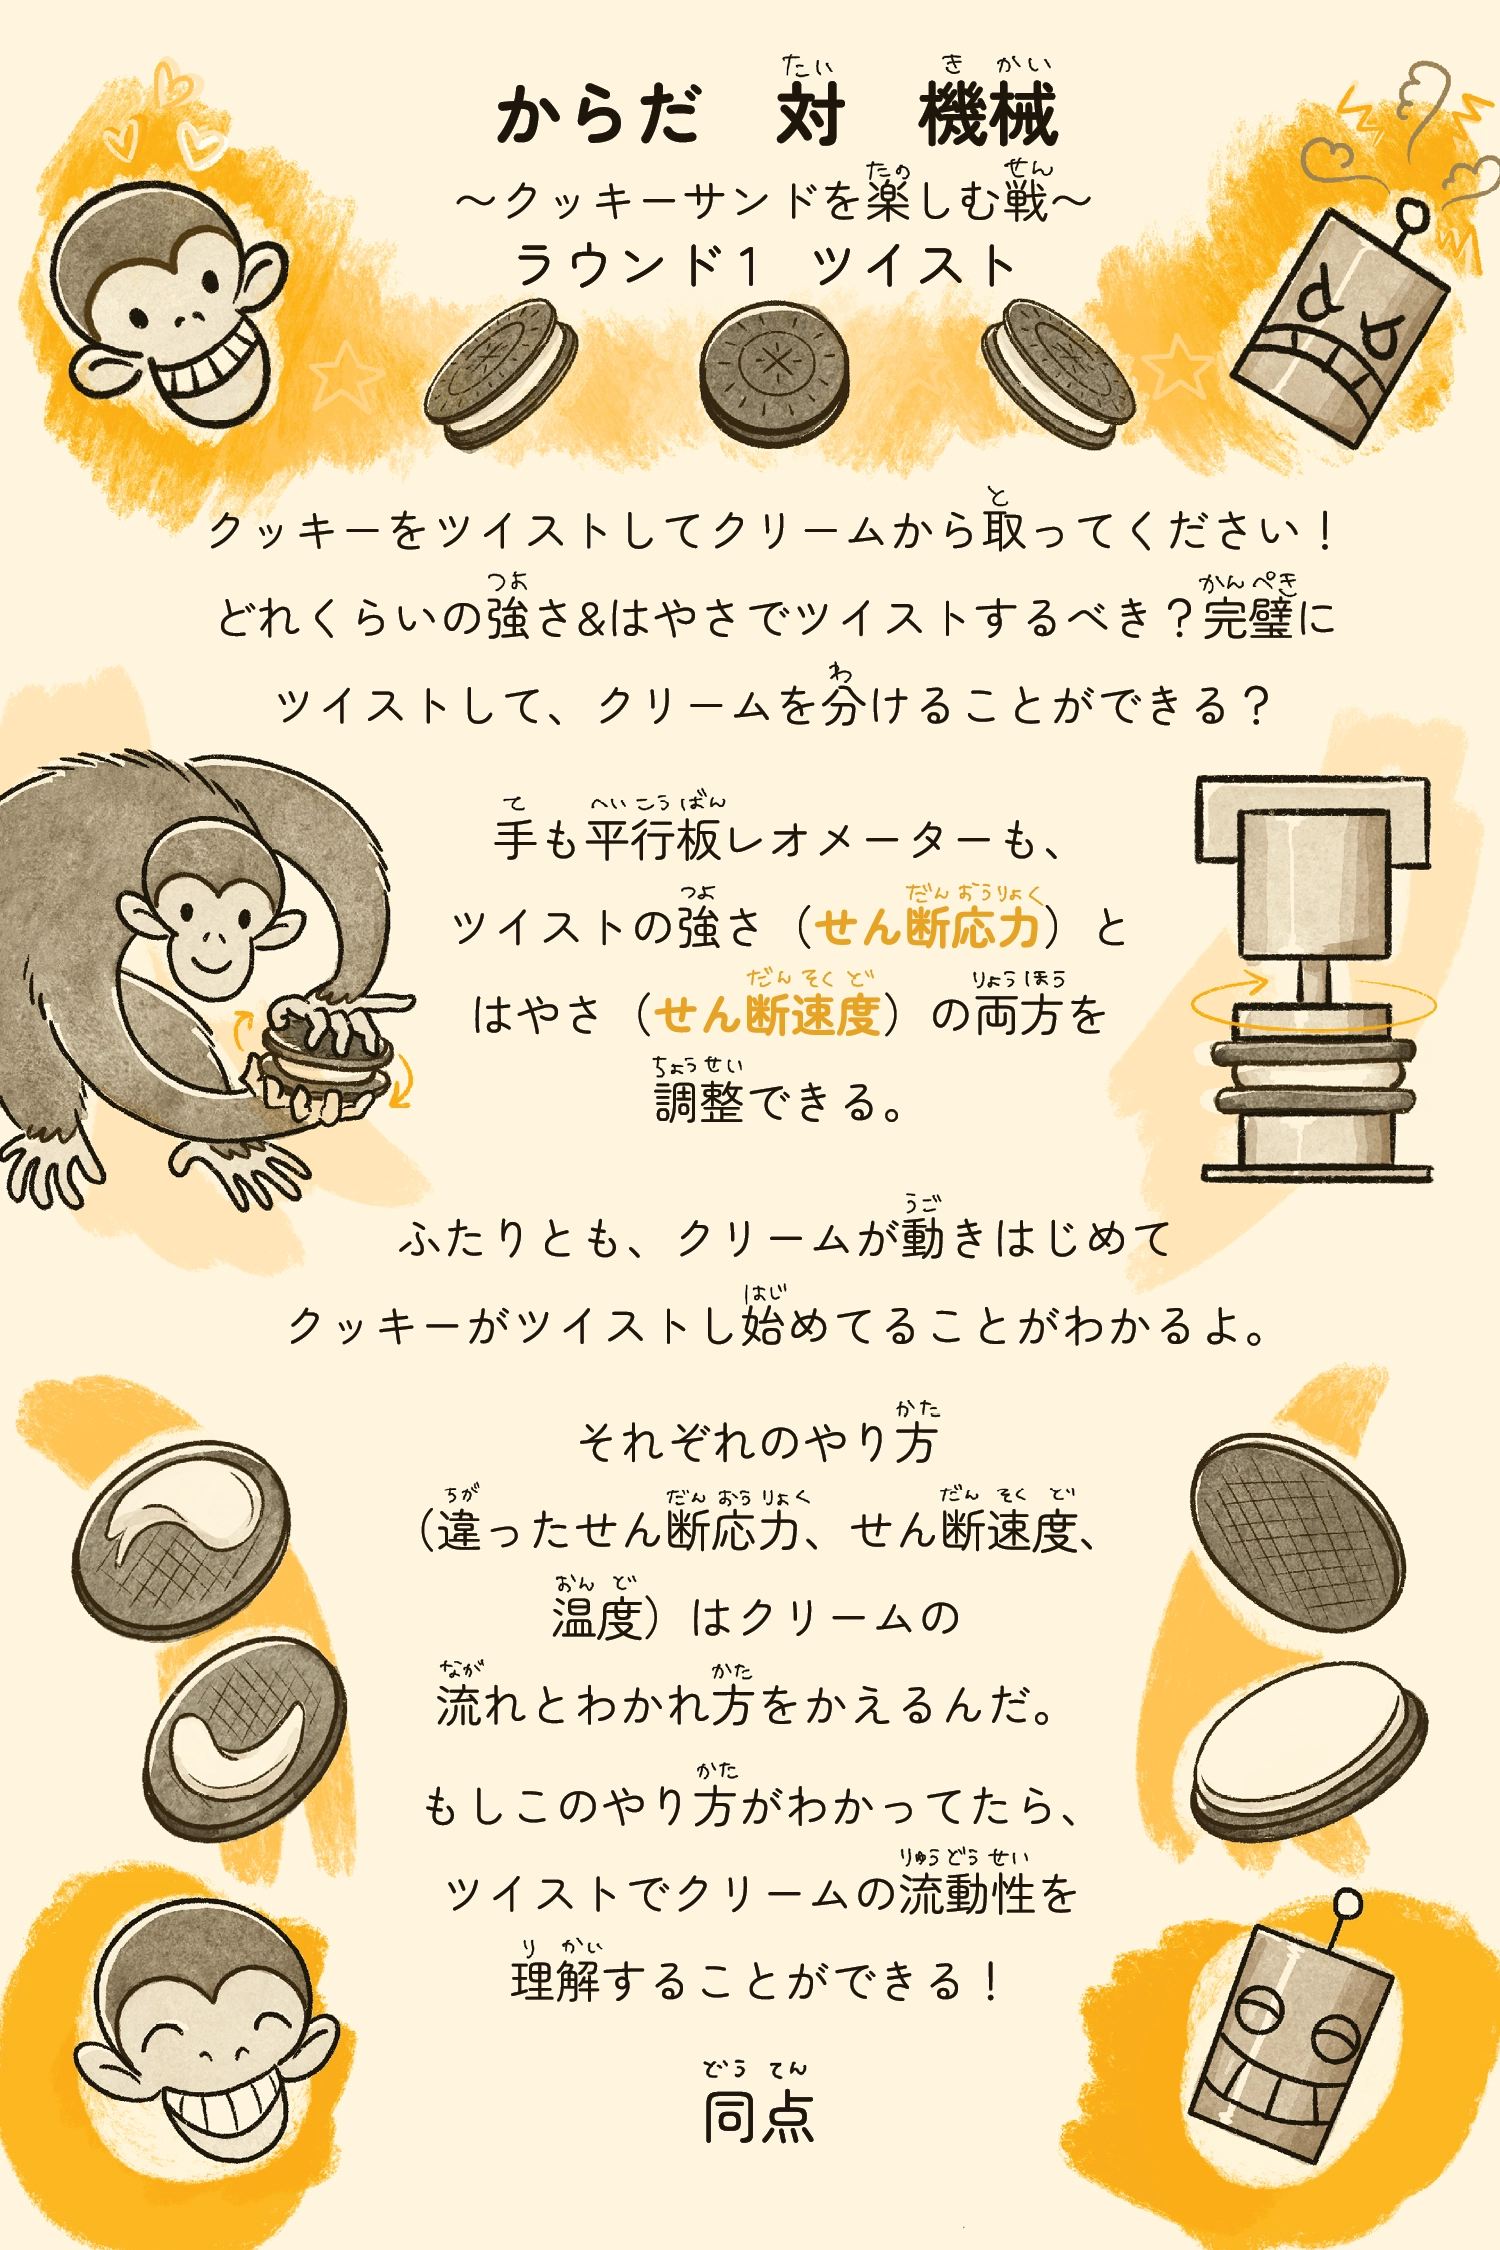 からだ　対　機械
～クッキーサンドを楽しむ戦～
ラウンド1　ツイスト
クッキーをツイストしてクリームから取ってください！
どれくらいの強さ&はやさでツイストするべき？完璧に
ツイストして、クリームを分けることができる？
手も平行板レオメーターも、
ツイストの強さ（せん断応力）と
はやさ（せん断速度）の両方を
調整できる。
ふたりとも、クリームが動きはじめて
クッキーがツイストし始めてることがわかるよ。
それぞれのやり方
（違ったせん断応力、せん断速度、
温度）はクリームの
流れとわかれ方をかえるんだ。
もしこのやり方がわかってたら、
ツイストでクリームの流動性を
理解することができる！
同点